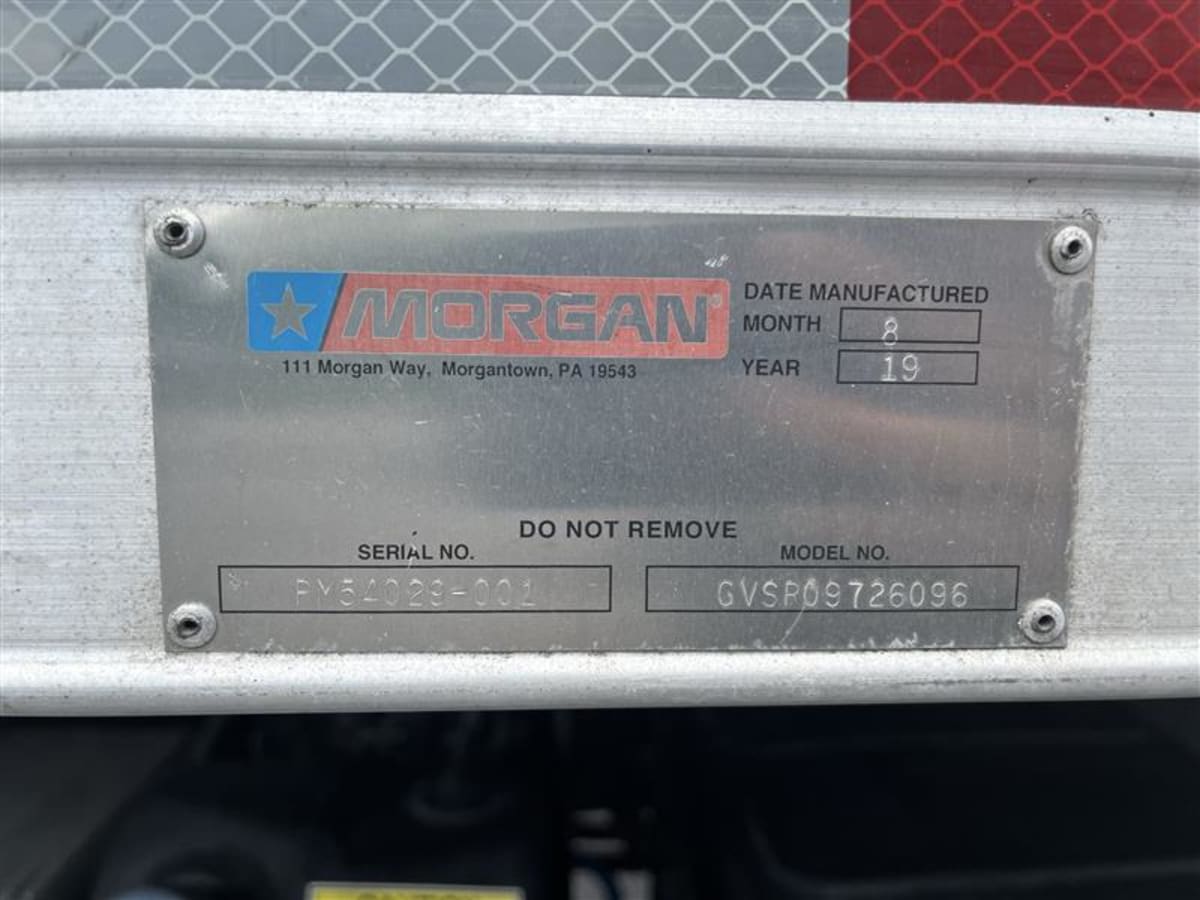 MORGAN
111 Morgan Way, Morgantown, PA 19543
DATE MANUFACTURED
MONTH 8
YEAR 19
DO NOT REMOVE
SERIAL NO. MODEL NO.
PM54029-001 GVSR09726096